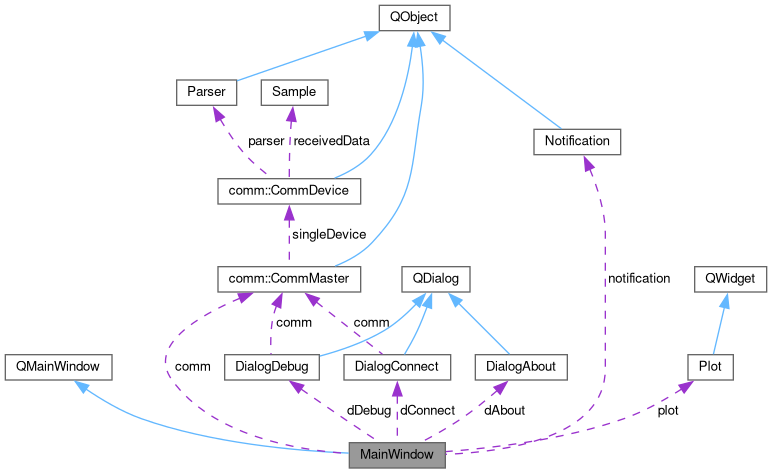 QObject
Parser
Sample
Notification
parser
receivedData
comm::CommDevice
singleDevice
comm::CommMaster
QDialog
notification
QWidget
comm
comm
QMainWindow
comm
DialogDebug
DialogConnect
DialogAbout
Plot
dDebug
dConnect
dAbout
plot
MainWindow